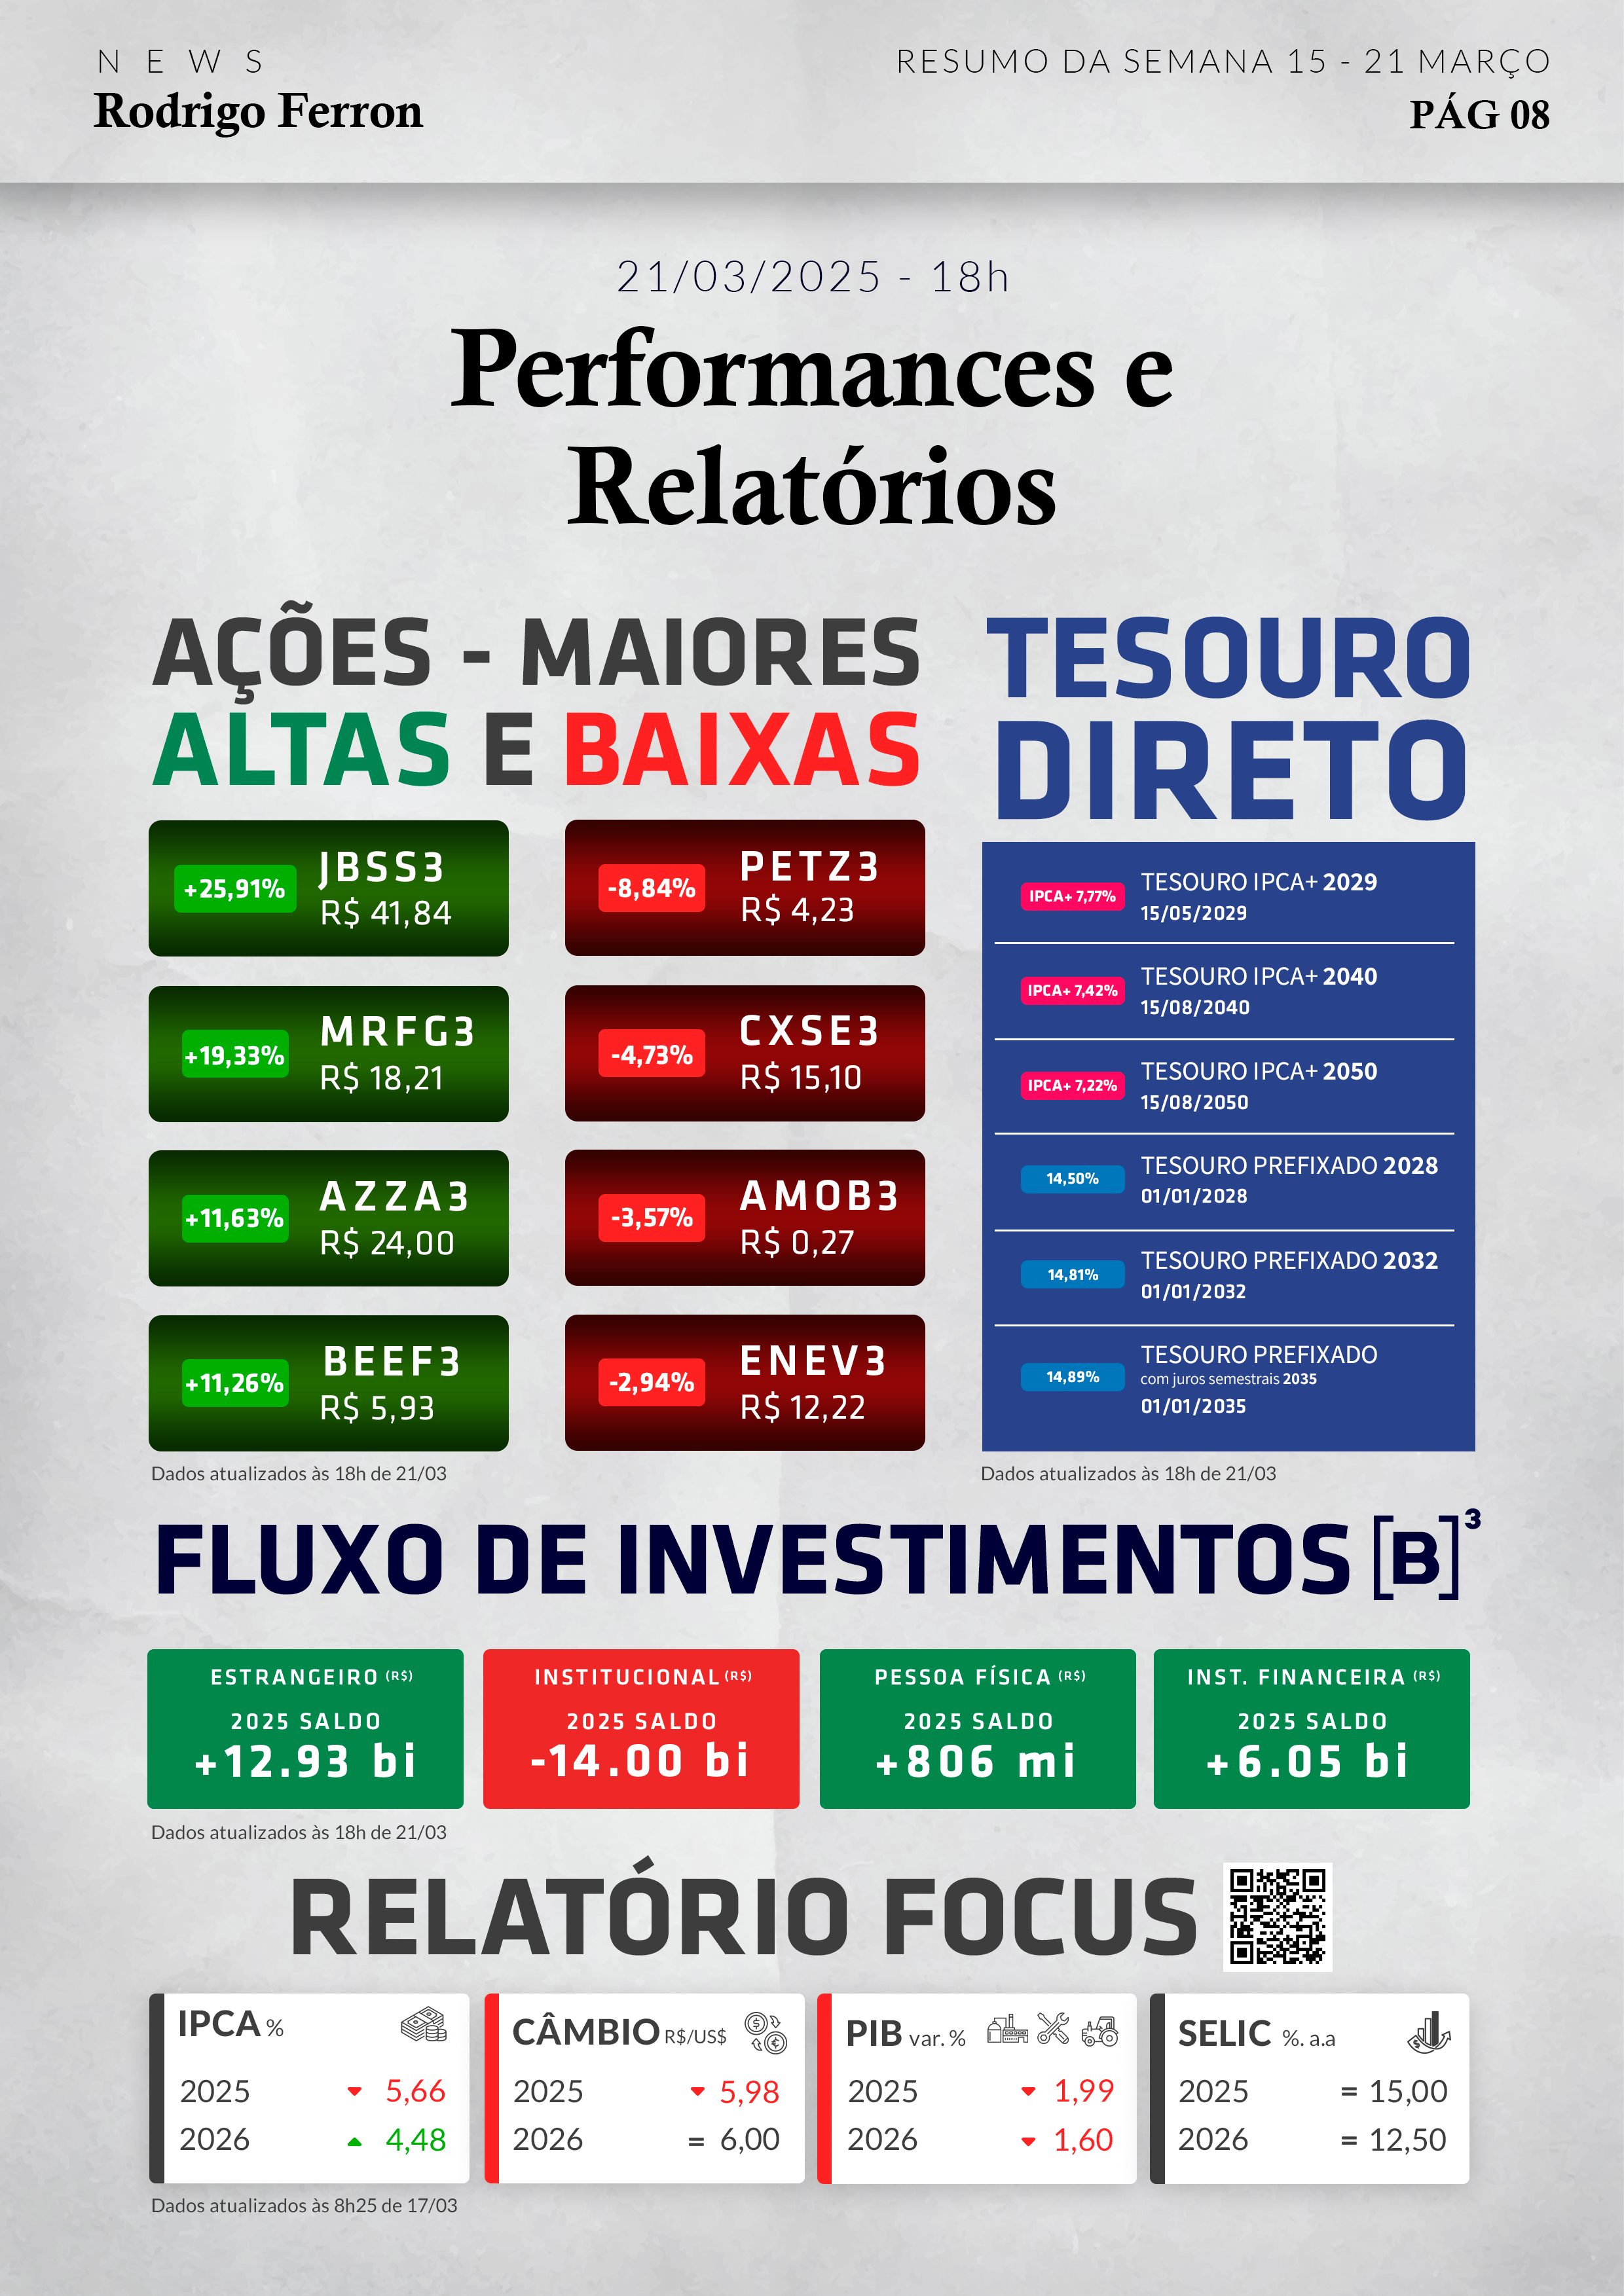 NEWS
Rodrigo Ferron
RESUMO DA SEMANA 15 - 21 MARÇO
PÁG 08
21/03/2025 - 18h
Performances e
Relatórios
AÇÕES - MAIORES
ALTAS E BAIXAS
+25,91%
JBSS3
R$ 41,84
+19,33%
MRFG3
R$ 18,21
+11,63%
AZZA3
R$ 24,00
+11,26%
BEEF3
R$ 5,93
-8,84%
PETZ3
R$ 4,23
-4,73%
CXSE3
R$ 15,10
-3,57%
AMOB3
R$ 0,27
-2,94%
ENEV3
R$ 12,22
Dados atualizados às 18h de 21/03
TESOURO
DIRETO
IPCA+ 7,77%
TESOURO IPCA+ 2029
15/05/2029
IPCA+ 7,42%
TESOURO IPCA+ 2040
15/08/2040
IPCA+ 7,22%
TESOURO IPCA+ 2050
15/08/2050
14,50%
TESOURO PREFIXADO 2028
01/01/2028
14,81%
TESOURO PREFIXADO 2032
01/01/2032
14,89%
TESOURO PREFIXADO
com juros semestrais 2035
01/01/2035
Dados atualizados às 18h de 21/03
FLUXO DE INVESTIMENTOS [B]³
ESTRANGEIRO (R$)
2025 SALDO
+12.93 bi
INSTITUCIONAL (R$)
2025 SALDO
-14.00 bi
PESSOA FÍSICA (R$)
2025 SALDO
+806 mi
INST. FINANCEIRA (R$)
2025 SALDO
+6.05 bi
Dados atualizados às 18h de 21/03
RELATÓRIO FOCUS
IPCA %
2025 ▼ 5,66
2026 ▲ 4,48
CÂMBIO R$/US$
2025 ▼ 5,98
2026 = 6,00
PIB var. %
2025 ▼ 1,99
2026 ▼ 1,60
SELIC %. a.a
2025 = 15,00
2026 = 12,50
Dados atualizados às 8h25 de 17/03